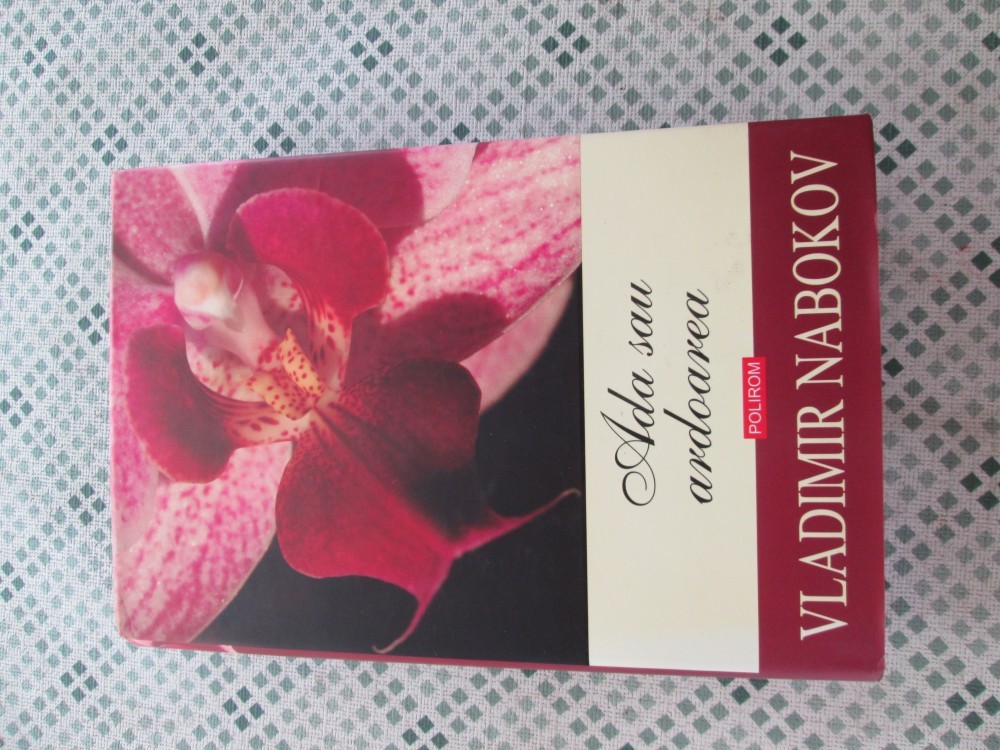 Ada sau
ardoarea
POLIROM
VLADIMIR NABOKOV